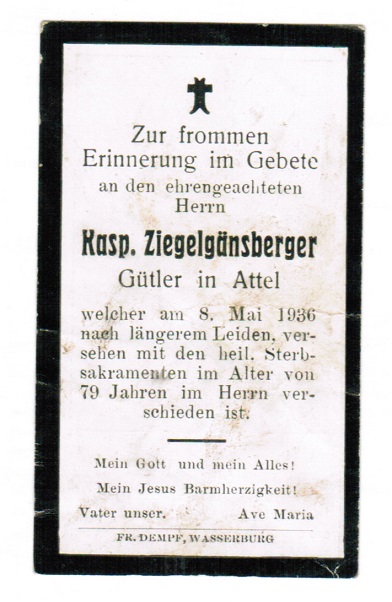 Zur frommen
Erinnerung im Gebete
an den ehrengeachteten
Herrn
Kasp. Ziegelgänsberger
Gütler in Attel
welcher am 8. Mai 1936
nach längerem Leiden, ver-
sehen mit den heil. Sterb-
sakramenten im Alter von
79 Jahren im Herrn ver-
schieden ist.
Mein Gott und mein Alles!
Mein Jesus Barmherzigkeit!
Vater unser. Ave Maria
FR. DEMPF, WASSERBURG